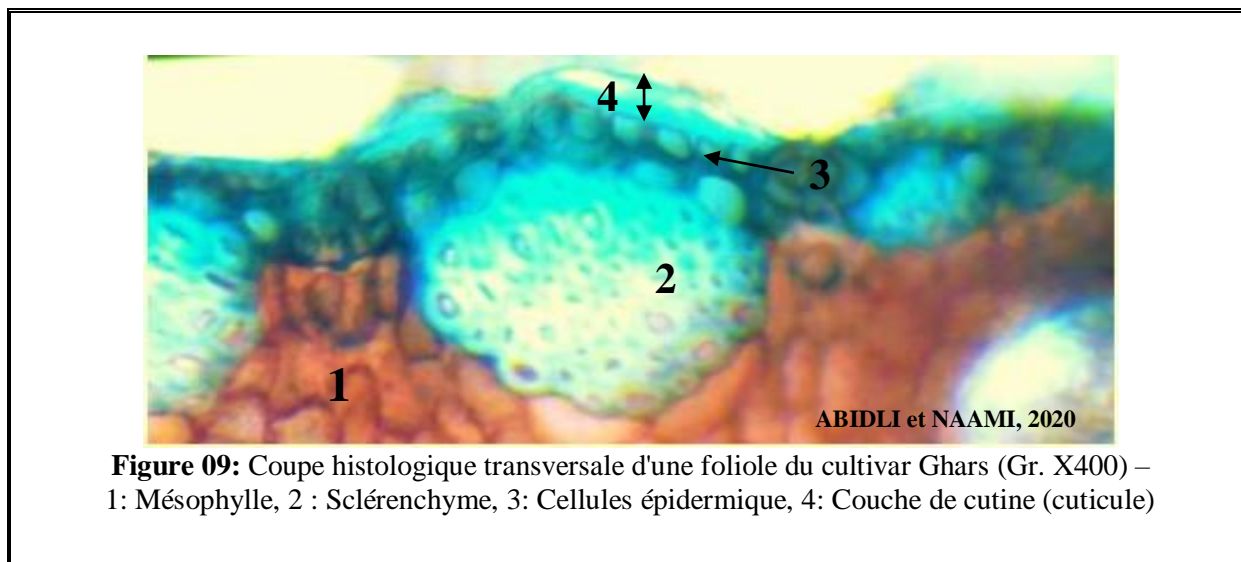 4
3
2
1
ABIDLI et NAAMI, 2020
Figure 09: Coupe histologique transversale d'une foliole du cultivar Ghars (Gr. X400) –
1: Mésophylle, 2 : Sclérenchyme, 3: Cellules épidermique, 4: Couche de cutine (cuticule)